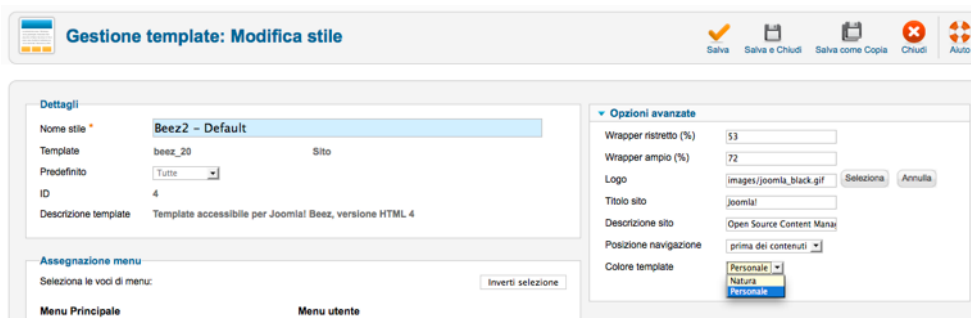 Gestione template: Modifica stile
Salva Salva e Chiudi Salva come Copia Chiudi Aiuto
Dettagli
Nome stile * Beez2 - Default
Template beez_20 Sito
Predefinito Tutte
ID 4
Descrizione template Template accessibile per Joomla! Beez, versione HTML 4
Assegnazione menu
Seleziona le voci di menu: Inverti selezione
Menu Principale Menu utente
Opzioni avanzate
Wrapper ristretto (%) 53
Wrapper ampio (%) 72
Logo images/joomla_black.gif Seleziona Annulla
Titolo sito Joomla!
Descrizione sito Open Source Content Mana
Posizione navigazione prima dei contenuti
Colore template Personale
Natura
Personale